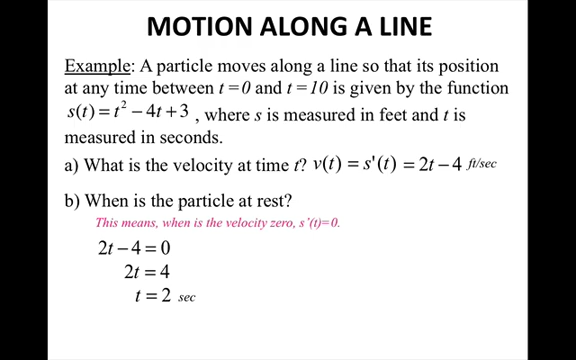 MOTION ALONG A LINE
Example: A particle moves along a line so that its position
at any time between t=0 and t=10 is given by the function
s(t) = t² − 4t + 3 , where s is measured in feet and t is
measured in seconds.
a) What is the velocity at time t? v(t) = s'(t) = 2t − 4 ft/sec
b) When is the particle at rest?
This means, when is the velocity zero, s'(t)=0.
2t − 4 = 0
2t = 4
t = 2 sec